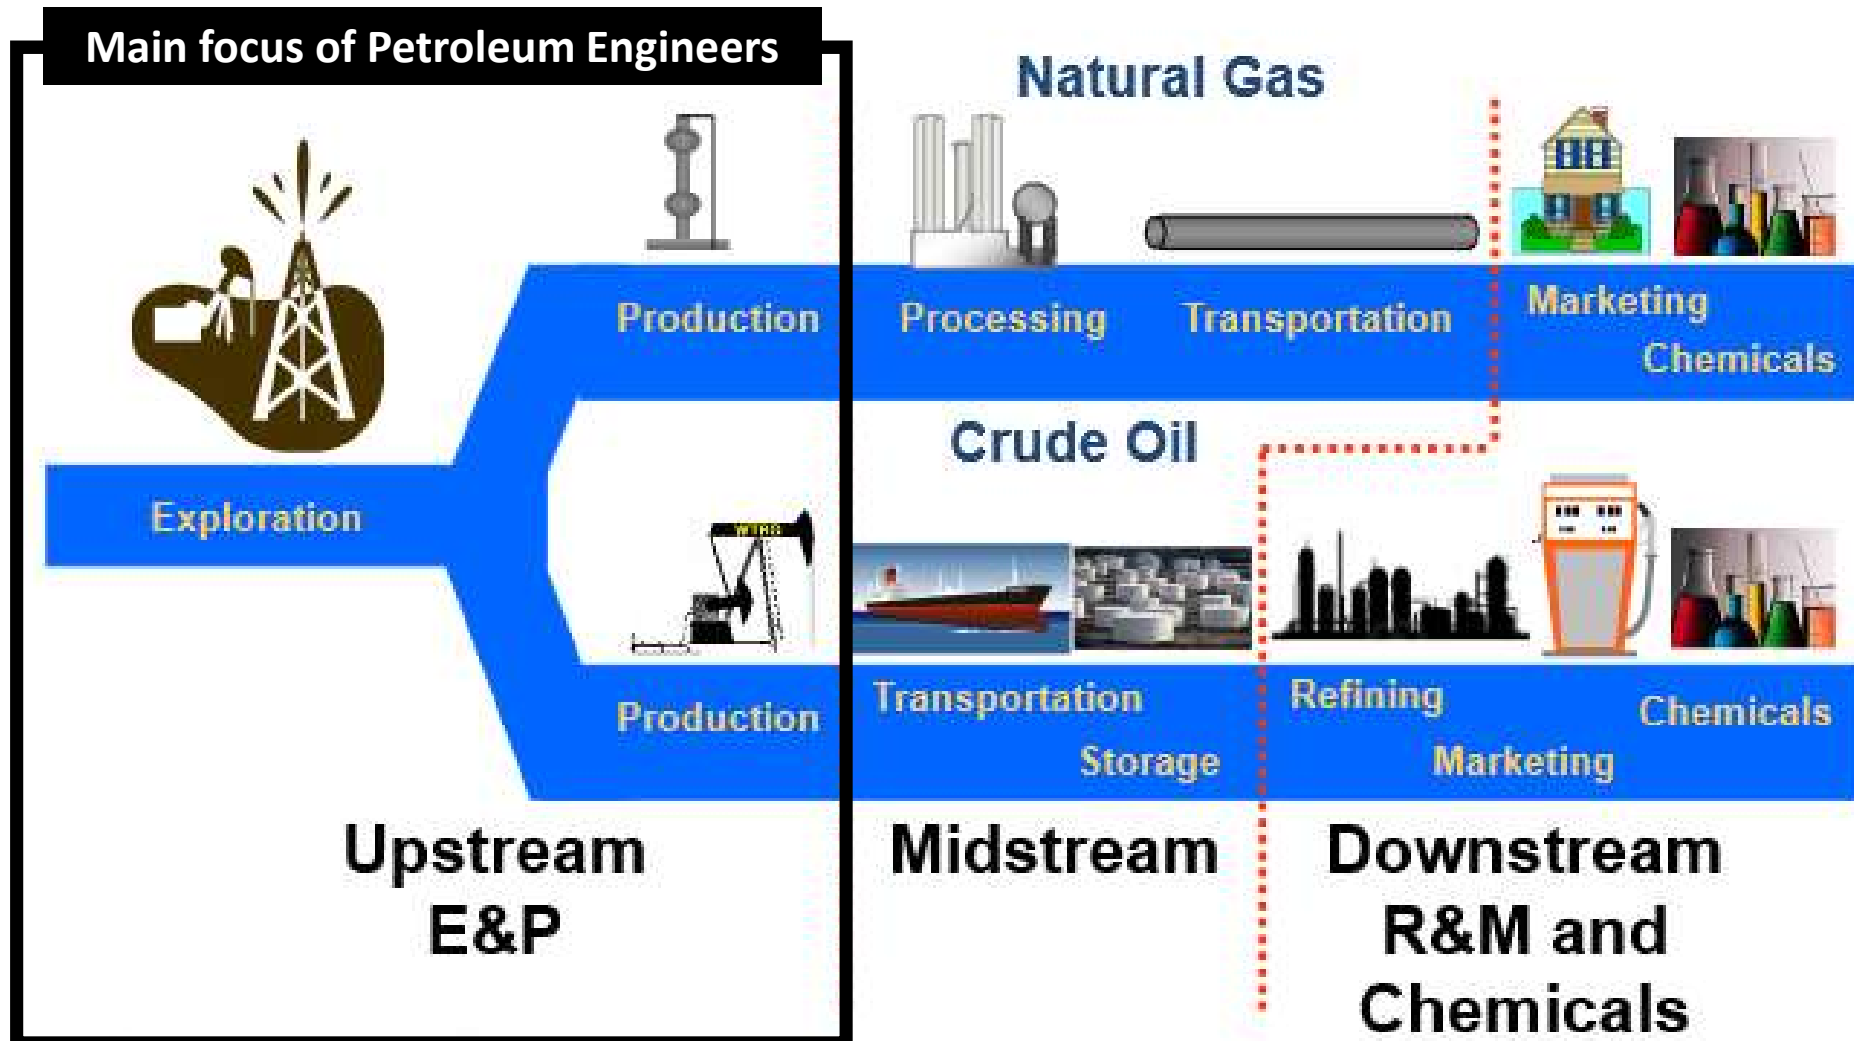 Main focus of Petroleum Engineers
Natural Gas
Production
Processing
Transportation
Marketing
Chemicals
Crude Oil
Exploration
WTRG
Production
Transportation
Storage
Refining
Marketing
Chemicals
Upstream
E&P
Midstream
Downstream
R&M and
Chemicals